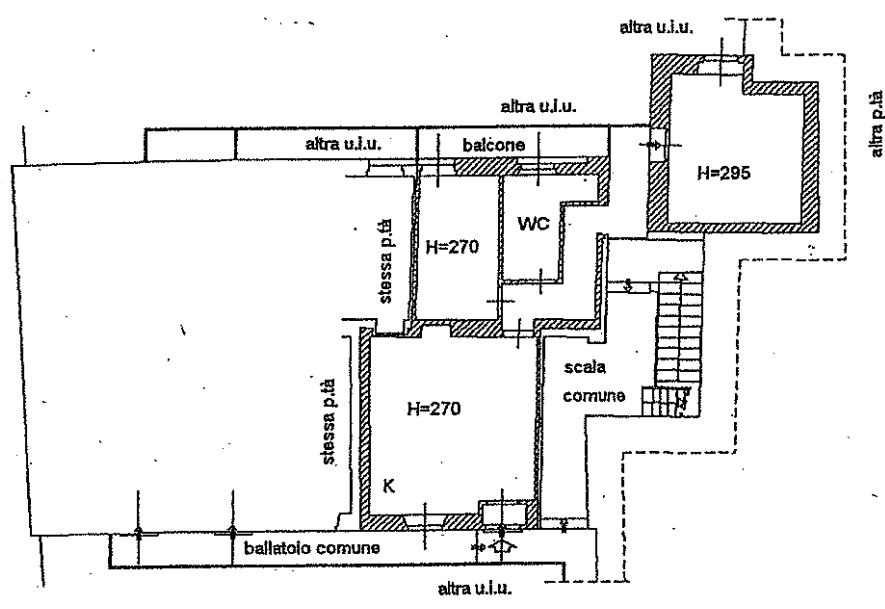 altra u.i.u.
altra u.i.u.
altra p.tà
altra u.i.u.
balcone
H=295
WC
H=270
stessa p.tà
scala
comune
H=270
stessa p.tà
K
ballatoio comune
altra u.i.u.